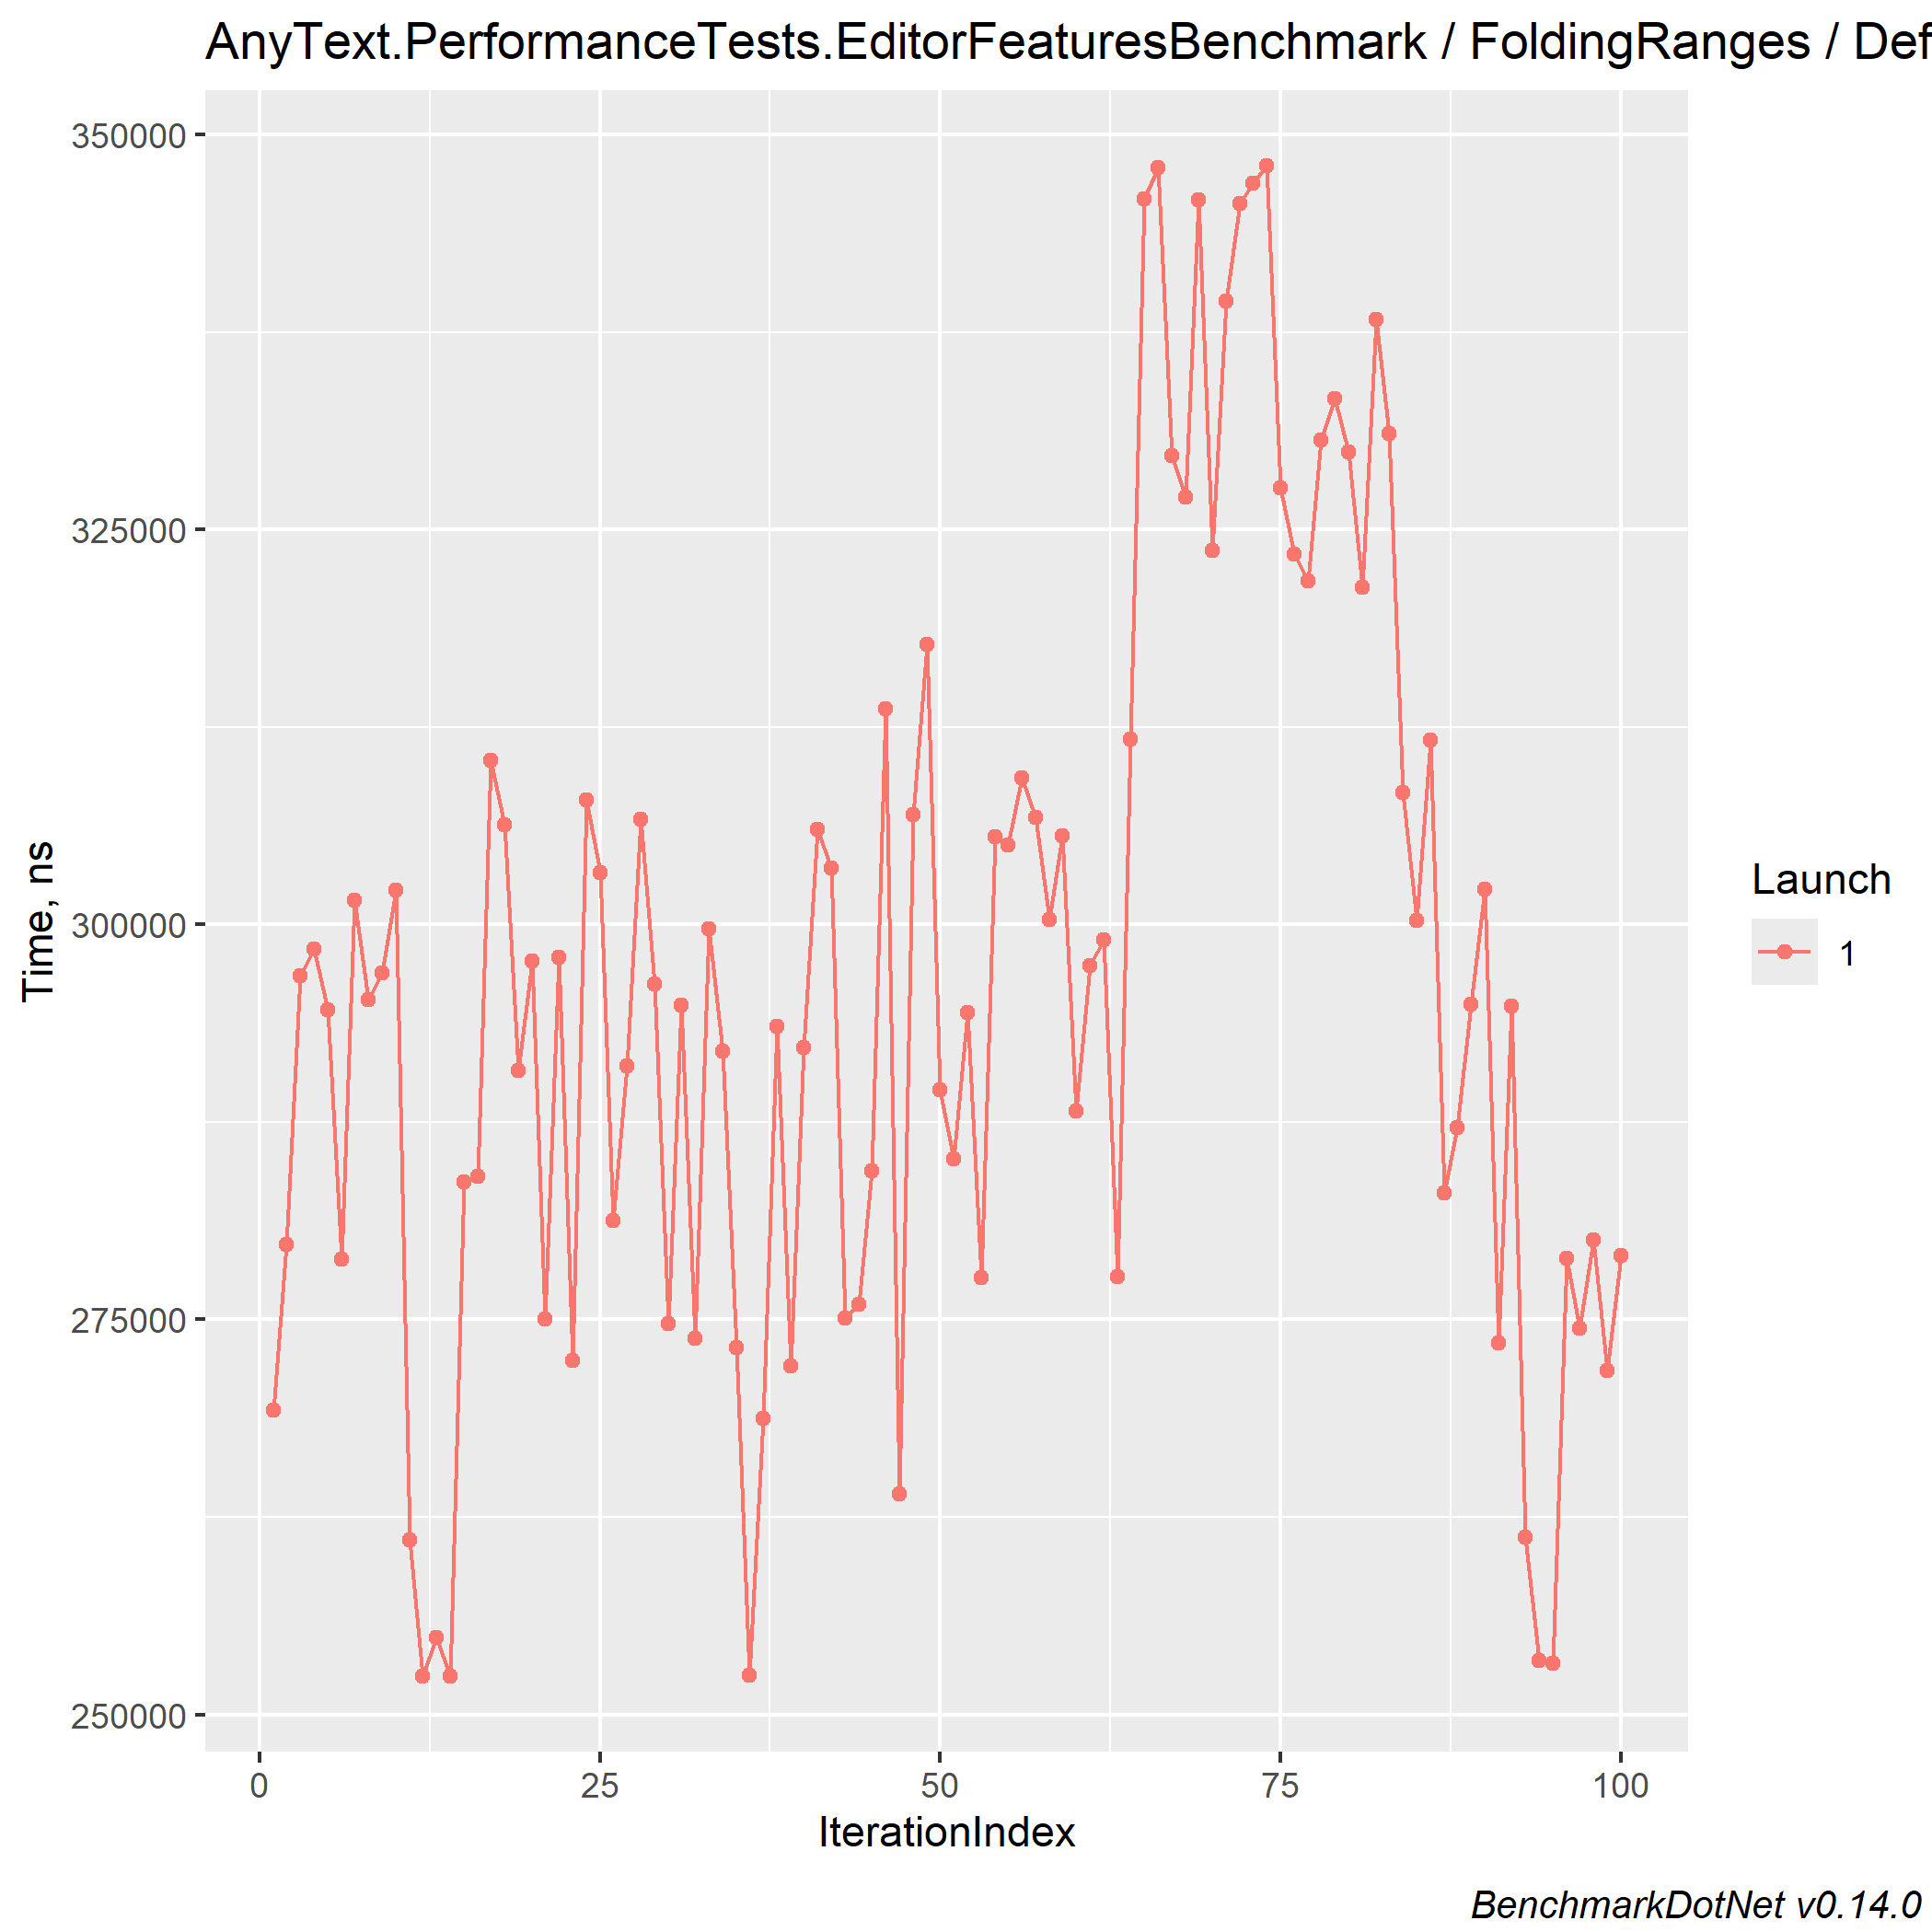 AnyText.PerformanceTests.EditorFeaturesBenchmark / FoldingRanges / Def
350000
325000
300000
275000
250000
Time, ns
0 25 50 75 100
IterationIndex
Launch
1
BenchmarkDotNet v0.14.0